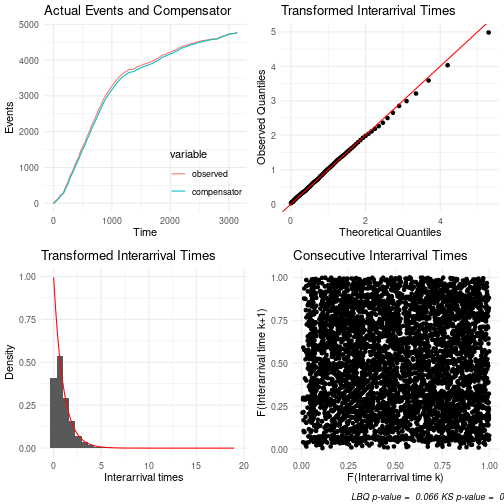 Actual Events and Compensator
5000
4000
3000
2000
1000
0
Events
variable
observed
compensator
0 1000 2000 3000
Time
Transformed Interarrival Times
5
4
3
2
1
0
Observed Quantiles
0 2 4
Theoretical Quantiles
Transformed Interarrival Times
1.00
0.75
0.50
0.25
0.00
Density
0 5 10 15 20
Interarrival times
Consecutive Interarrival Times
1.00
0.75
0.50
0.25
0.00
F(Interarrival time k+1)
0.00 0.25 0.50 0.75 1.00
F(Interarrival time k)
LBQ p-value = 0.066 KS p-value =